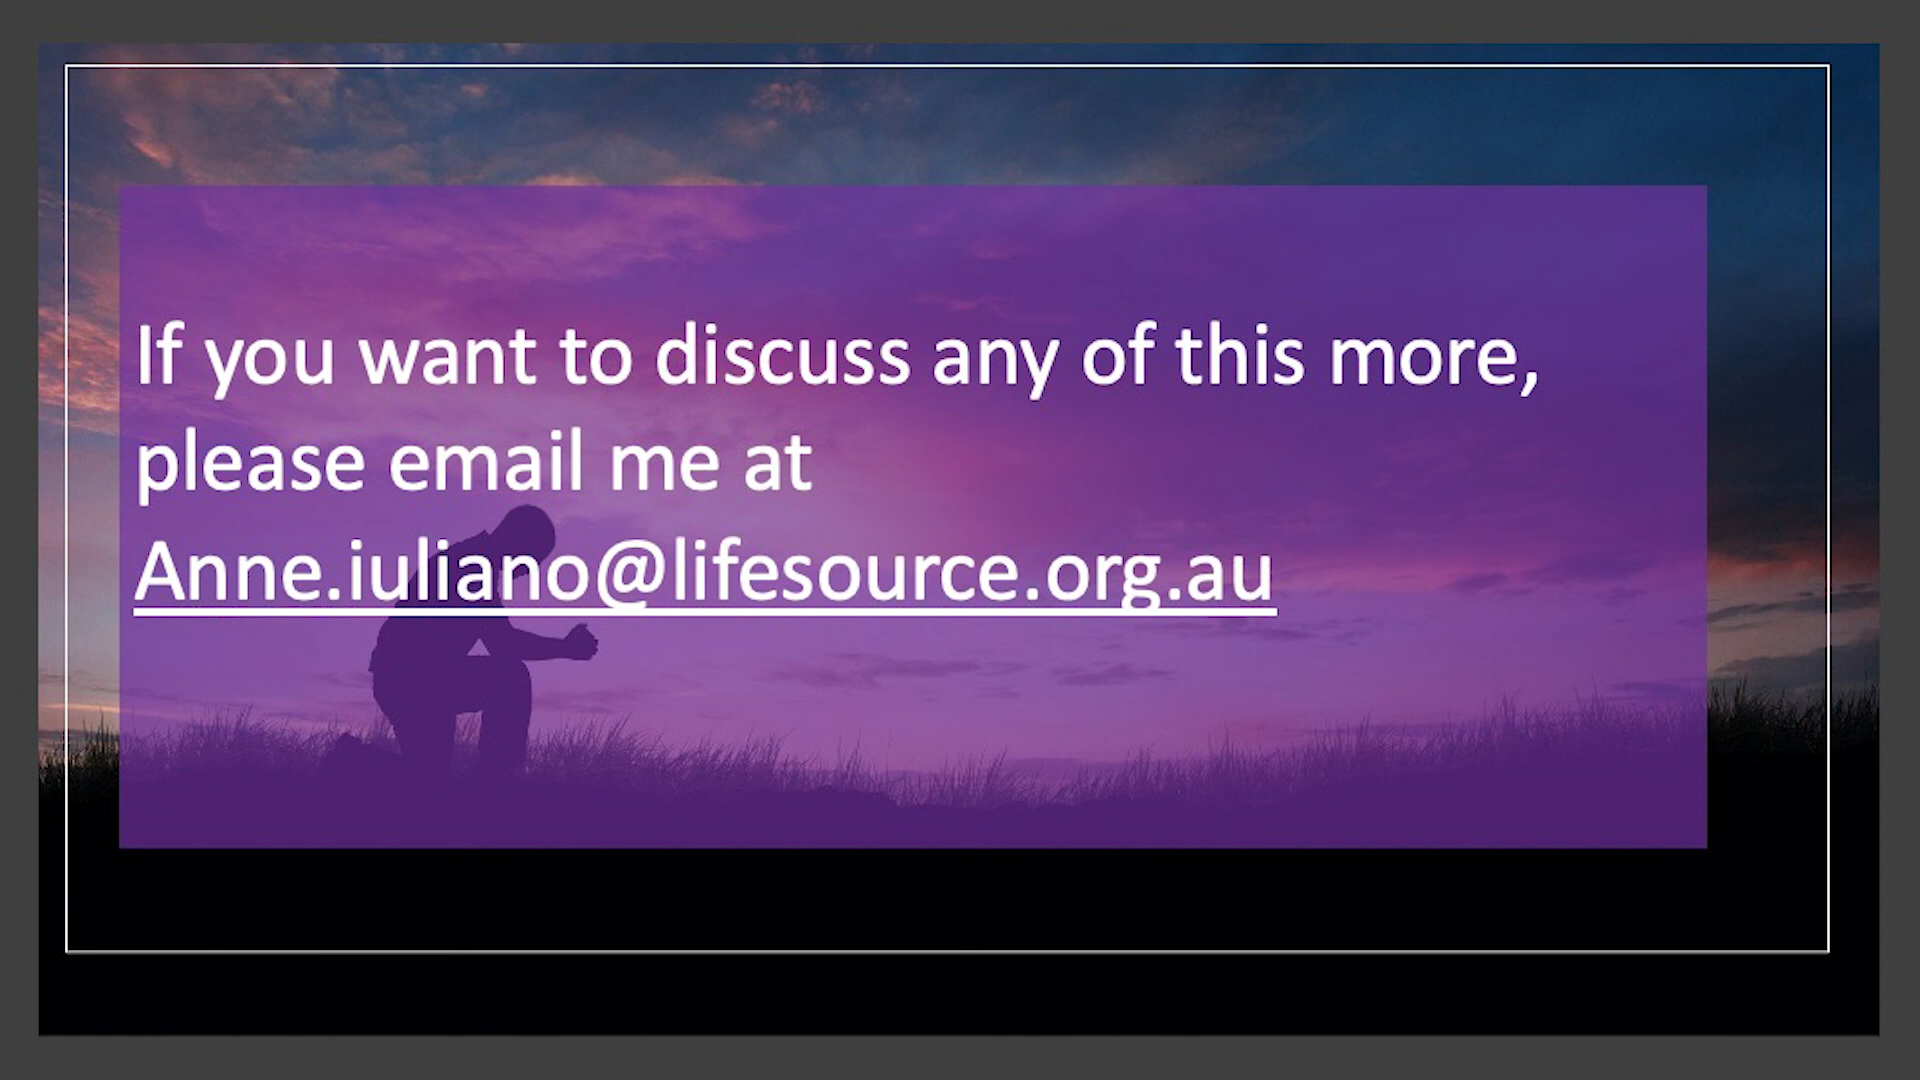 If you want to discuss any of this more,
please email me at
Anne.iuliano@lifesource.org.au